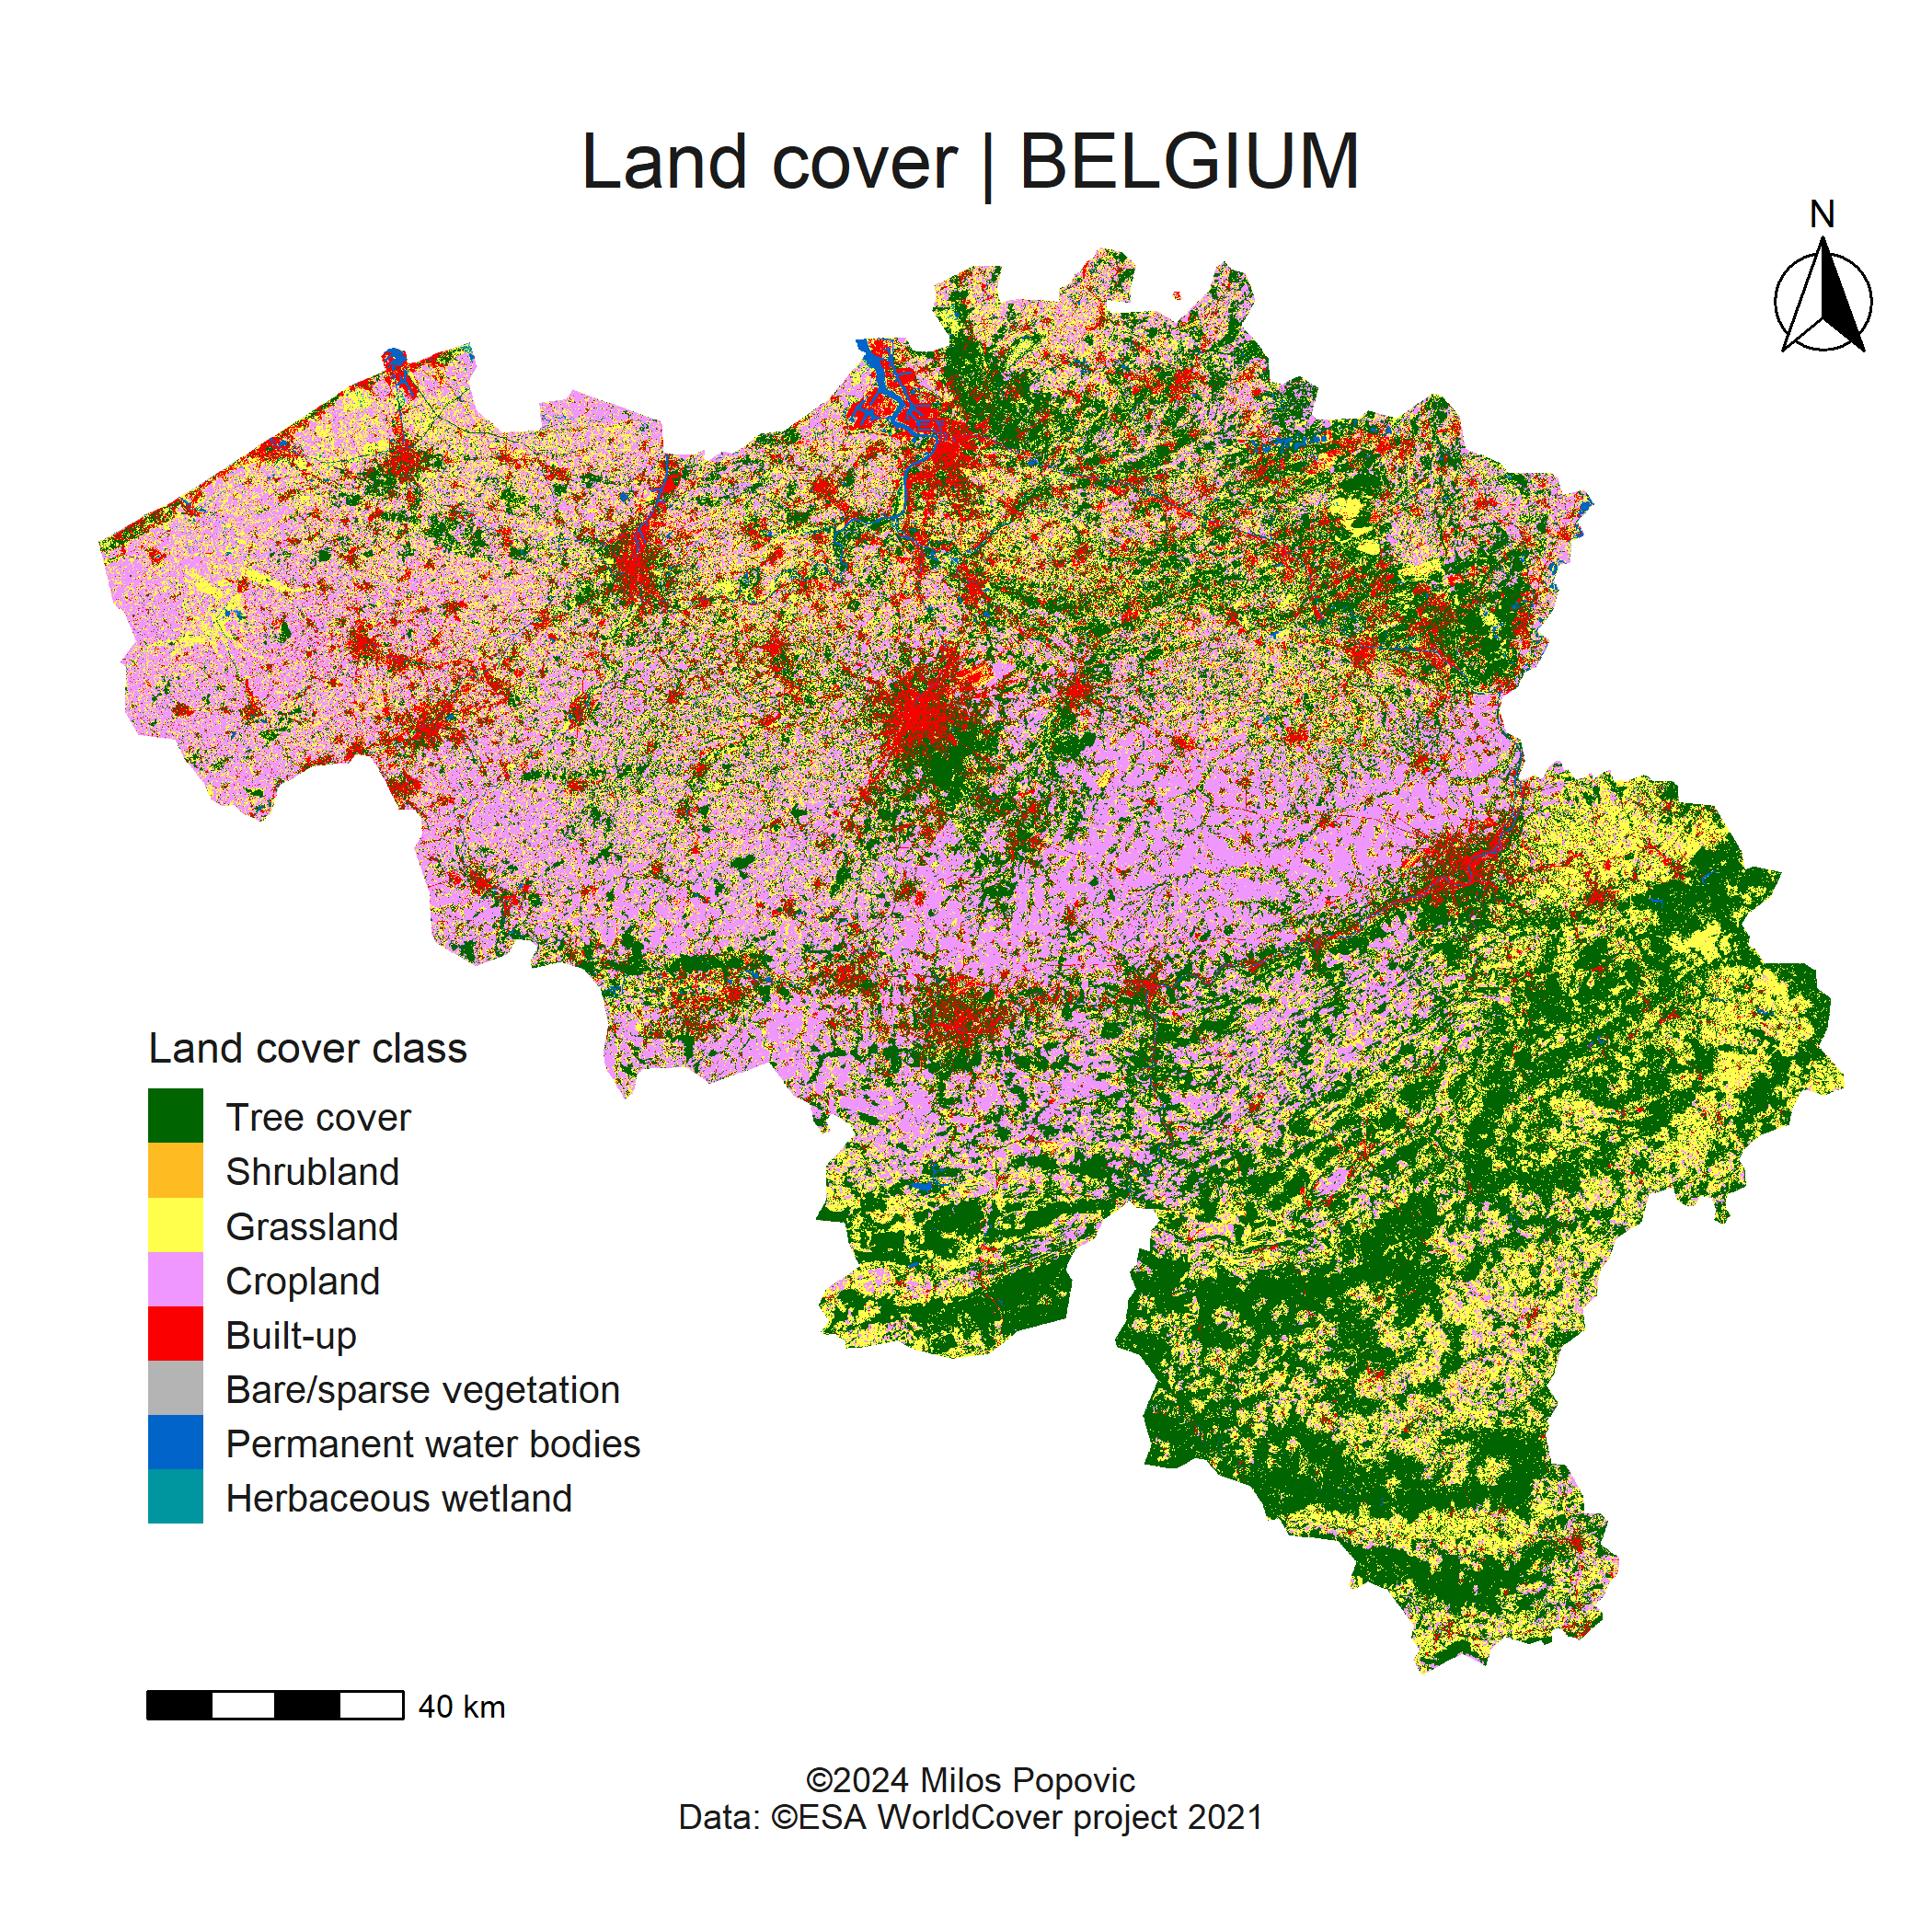 Land cover | BELGIUM
N
Land cover class
Tree cover
Shrubland
Grassland
Cropland
Built-up
Bare/sparse vegetation
Permanent water bodies
Herbaceous wetland
40 km
©2024 Milos Popovic
Data: ©ESA WorldCover project 2021